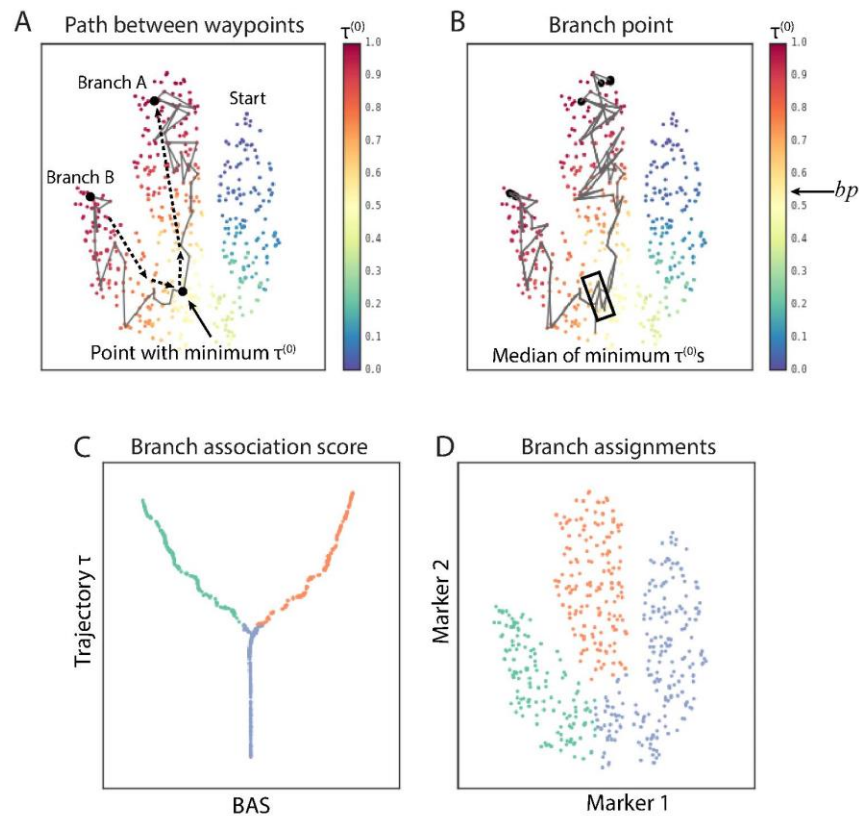 A Path between waypoints
τ(0)
1.0
0.9
0.8
0.7
0.6
0.5
0.4
0.3
0.2
0.1
0.0
Branch A
Start
Branch B
Point with minimum τ(0)
B Branch point
τ(0)
1.0
0.9
0.8
0.7
0.6
0.5
0.4
0.3
0.2
0.1
0.0
bp
Median of minimum τ(0)s
C Branch association score
Trajectory τ
BAS
D Branch assignments
Marker 2
Marker 1